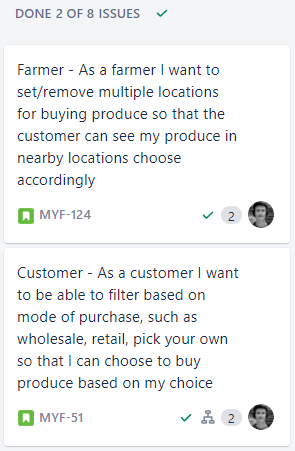 DONE 2 OF 8 ISSUES
Farmer - As a farmer I want to
set/remove multiple locations
for buying produce so that the
customer can see my produce in
nearby locations choose
accordingly
MYF-124
2
Customer - As a customer I want
to be able to filter based on
mode of purchase, such as
wholesale, retail, pick your own
so that I can choose to buy
produce based on my choice
MYF-51
2